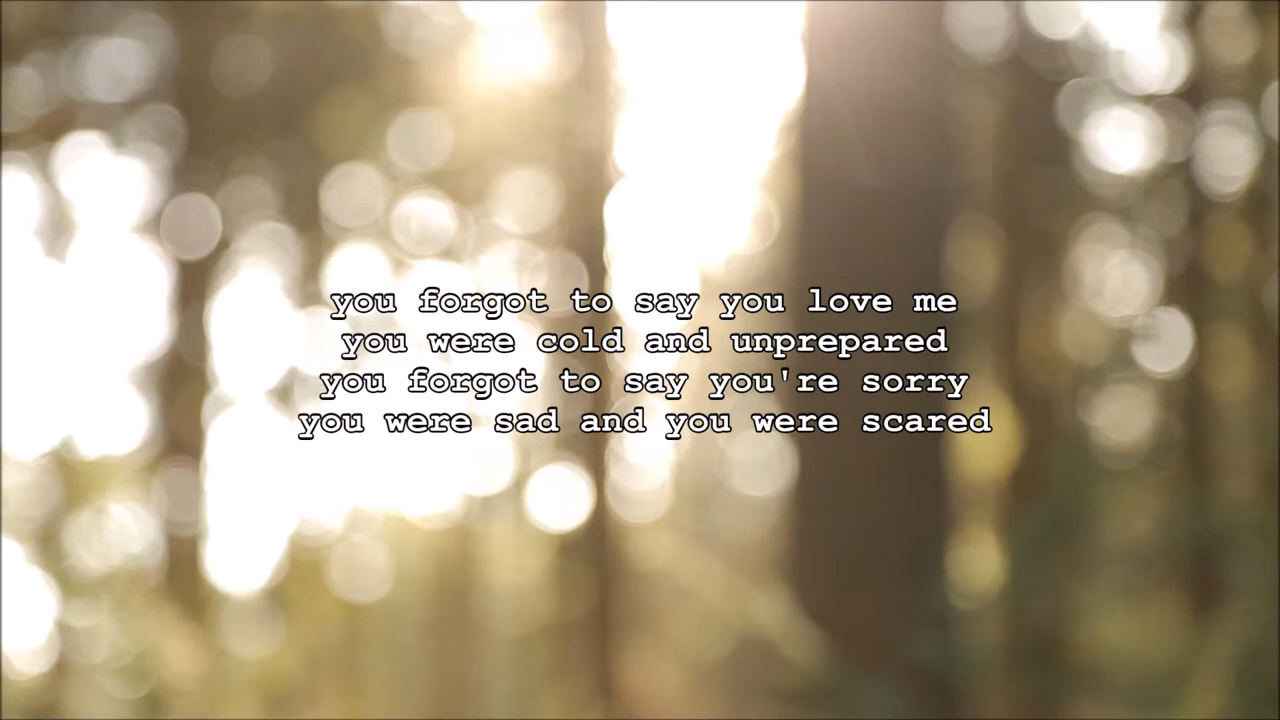 you forgot to say you love me
you were cold and unprepared
you forgot to say you're sorry
you were sad and you were scared